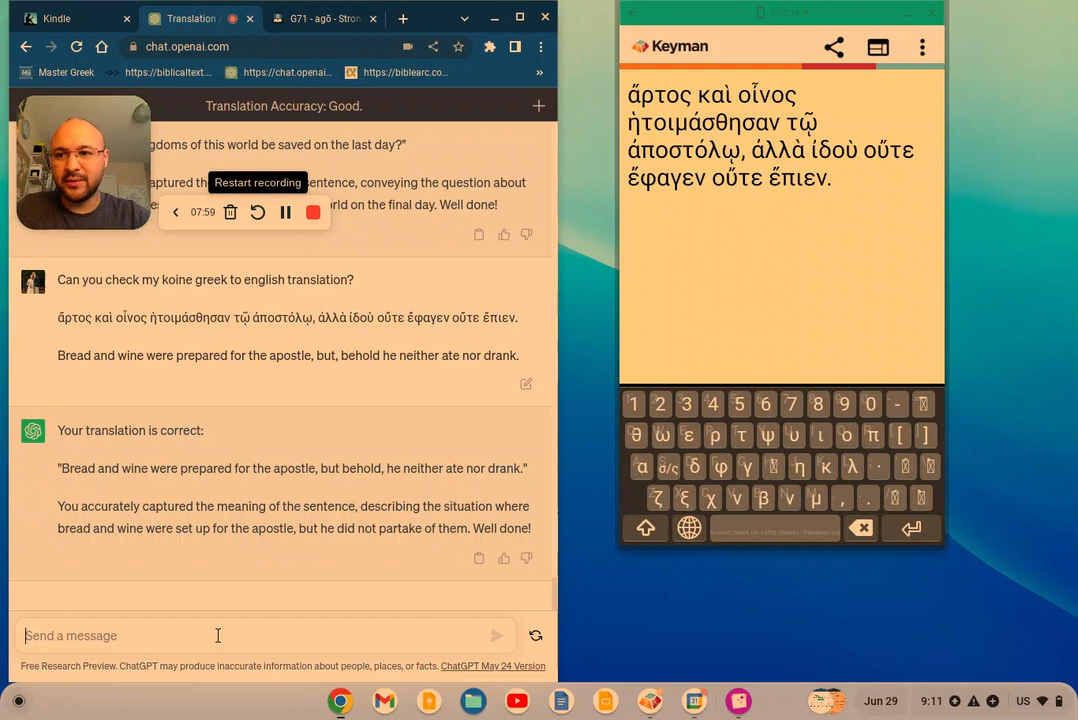 Kindle
Translation
G71 - agō - Stron
chat.openai.com
Master Greek
https://biblicaltext.
https://chat.openai...
https://biblearc.co...
»
Translation Accuracy: Good.
gdoms of this world be saved on the last day?"
aptured th
entence, conveying the question about
Restart recording
rld on the final day. Well done!
07:59
Can you check my koine greek to english translation?
ἄρτος καὶ οἶνος ἡτοιμάσθησαν τῷ ἀποστόλῳ, ἀλλὰ ἰδοὺ οὔτε ἔφαγεν οὔτε ἔπιεν.
Bread and wine were prepared for the apostle, but, behold he neither ate nor drank.
Your translation is correct:
"Bread and wine were prepared for the apostle, but behold, he neither ate nor drank."
You accurately captured the meaning of the sentence, describing the situation where
bread and wine were set up for the apostle, but he did not partake of them. Well done!
Send a message
Free Research Preview. ChatGPT may produce inaccurate information about people, places, or facts. ChatGPT May 24 Version
Keyman
ἄρτος καὶ οἶνος
ἡτοιμάσθησαν τῷ
ἀποστόλῳ, ἀλλὰ ἰδοὺ οὔτε
ἔφαγεν οὔτε ἔπιεν.
1 2 3 4 5 6 7 8 9 0 -
θ ω ε ρ τ ψ υ ι ο π [ ]
α σ/ς δ φ γ η κ λ ·
ζ ξ χ ν β ν μ , .
Jun 29
9:11
US